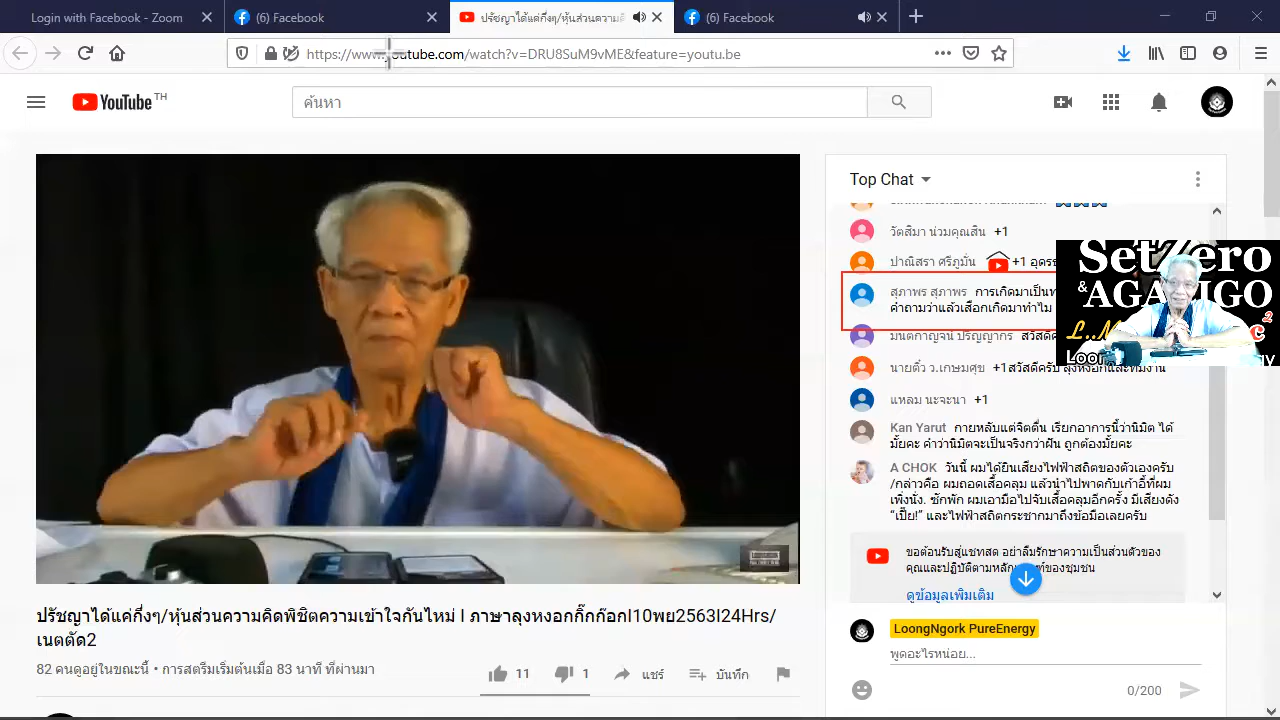 Login with Facebook - Zoom
(6) Facebook
ปรัชญาได้แค่กึ่งๆ/หุ้นส่วนความคิ
(6) Facebook
https://www.youtube.com/watch?v=DRU8SuM9vME&feature=youtu.be
YouTube TH
ค้นหา
Top Chat
วัตสีมา น่วมคุณสิน +1
ปาณิสรา ศรีภูมั่น +1 อุดร
สุภาพร สุภาพร การเกิดมาเป็น
คำถามว่าแล้วเสือกเกิดมาทำไม
มนตกาญจน์ ปริญญากร สวัสดี
นายติ๋ว ว.เกษมศุข +1สวัสดีครับ ลุงหงอกและทีมงาน
แหลม นะจะนา +1
Kan Yarut กายหลับแต่จิตตื่น เรียกอาการนี้ว่านิมิต ได้
มั้ยคะ คำว่านิมิตจะเป็นจริงกว่าฝัน ถูกต้องมั้ยคะ
A CHOK วันนี้ ผมได้ยินเสียงไฟฟ้าสถิตของตัวเองครับ
/กล่าวคือ ผมถอดเสื้อคลุม แล้วนำไปพาดกับเก้าอี้ที่ผม
เพิ่งนั่ง. ซักพัก ผมเอามือไปจับเสื้อคลุมอีกครั้ง มีเสียงดัง
“เปี๊ยะ!” และไฟฟ้าสถิตกระชากมาถึงข้อมือเลยครับ
ขอต้อนรับสู่แชทสด อย่าลืมรักษาความเป็นส่วนตัวของ
คุณและปฏิบัติตามหลักเกณฑ์ของชุมชน
ดูข้อมูลเพิ่มเติม
SetZero
& AGALIGO
L..M
Loon
gy
LoongNgork PureEnergy
พูดอะไรหน่อย...
0/200
ปรัชญาได้แค่กึ่งๆ/หุ้นส่วนความคิดพิชิตความเข้าใจกันไหม่ I ภาษาลุงหงอกกิ๊กก๊อกI10พย2563I24Hrs/
เนตตัด2
82 คนดูอยู่ในขณะนี้ • การสตรีมเริ่มต้นเมื่อ 83 นาที ที่ผ่านมา
11
1
แชร์
บันทึก